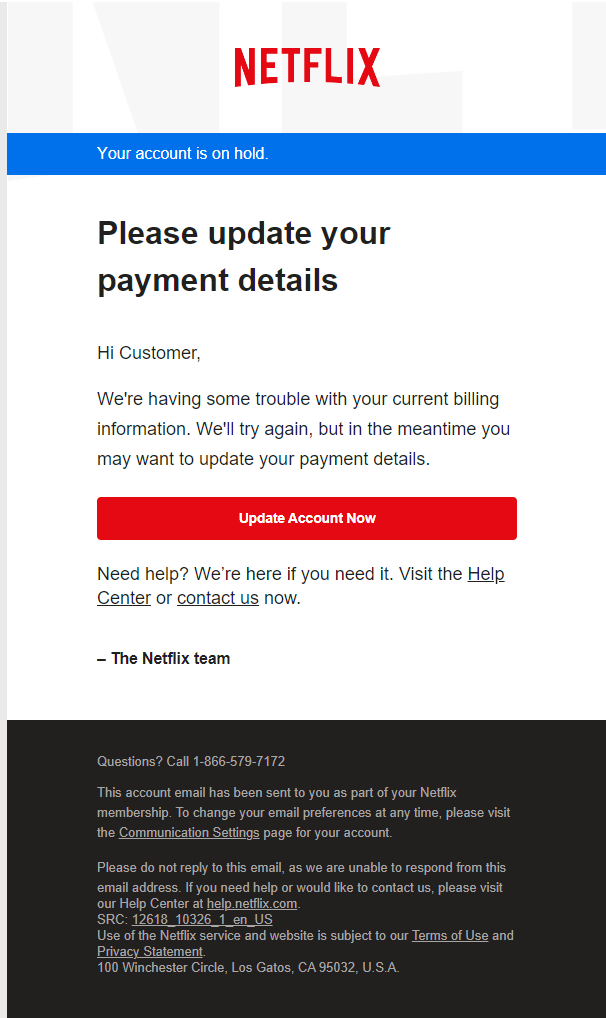 NETFLIX
Your account is on hold.
Please update your
payment details
Hi Customer,
We're having some trouble with your current billing
information. We'll try again, but in the meantime you
may want to update your payment details.
Update Account Now
Need help? We’re here if you need it. Visit the Help
Center or contact us now.
– The Netflix team
Questions? Call 1-866-579-7172
This account email has been sent to you as part of your Netflix
membership. To change your email preferences at any time, please visit
the Communication Settings page for your account.
Please do not reply to this email, as we are unable to respond from this
email address. If you need help or would like to contact us, please visit
our Help Center at help.netflix.com.
SRC: 12618_10326_1_en_US
Use of the Netflix service and website is subject to our Terms of Use and
Privacy Statement.
100 Winchester Circle, Los Gatos, CA 95032, U.S.A.